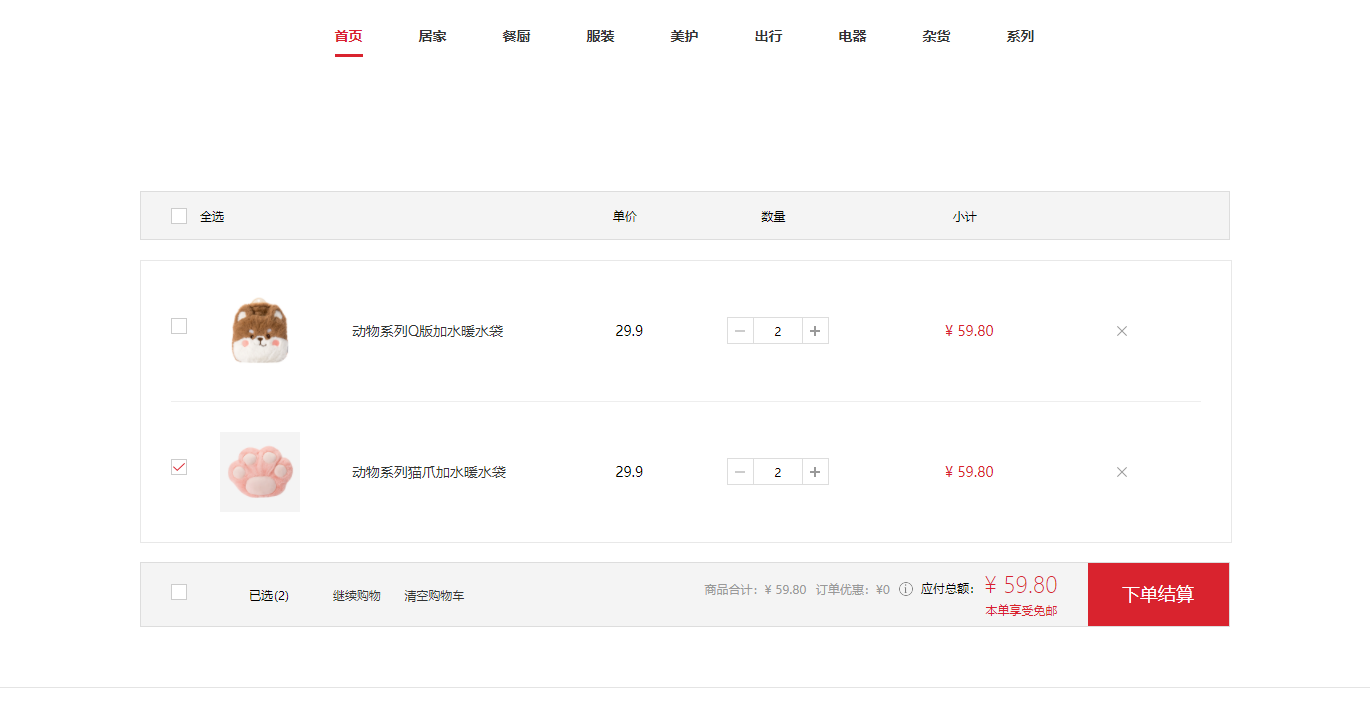 首页 居家 餐厨 服装 美护 出行 电器 杂货 系列
全选 单价 数量 小计
动物系列Q版加水暖水袋 29.9 2 ¥ 59.80
动物系列猫爪加水暖水袋 29.9 2 ¥ 59.80
已选(2) 继续购物 清空购物车 商品合计: ¥ 59.80 订单优惠: ¥0 应付总额: ¥ 59.80
本单享受免邮
下单结算